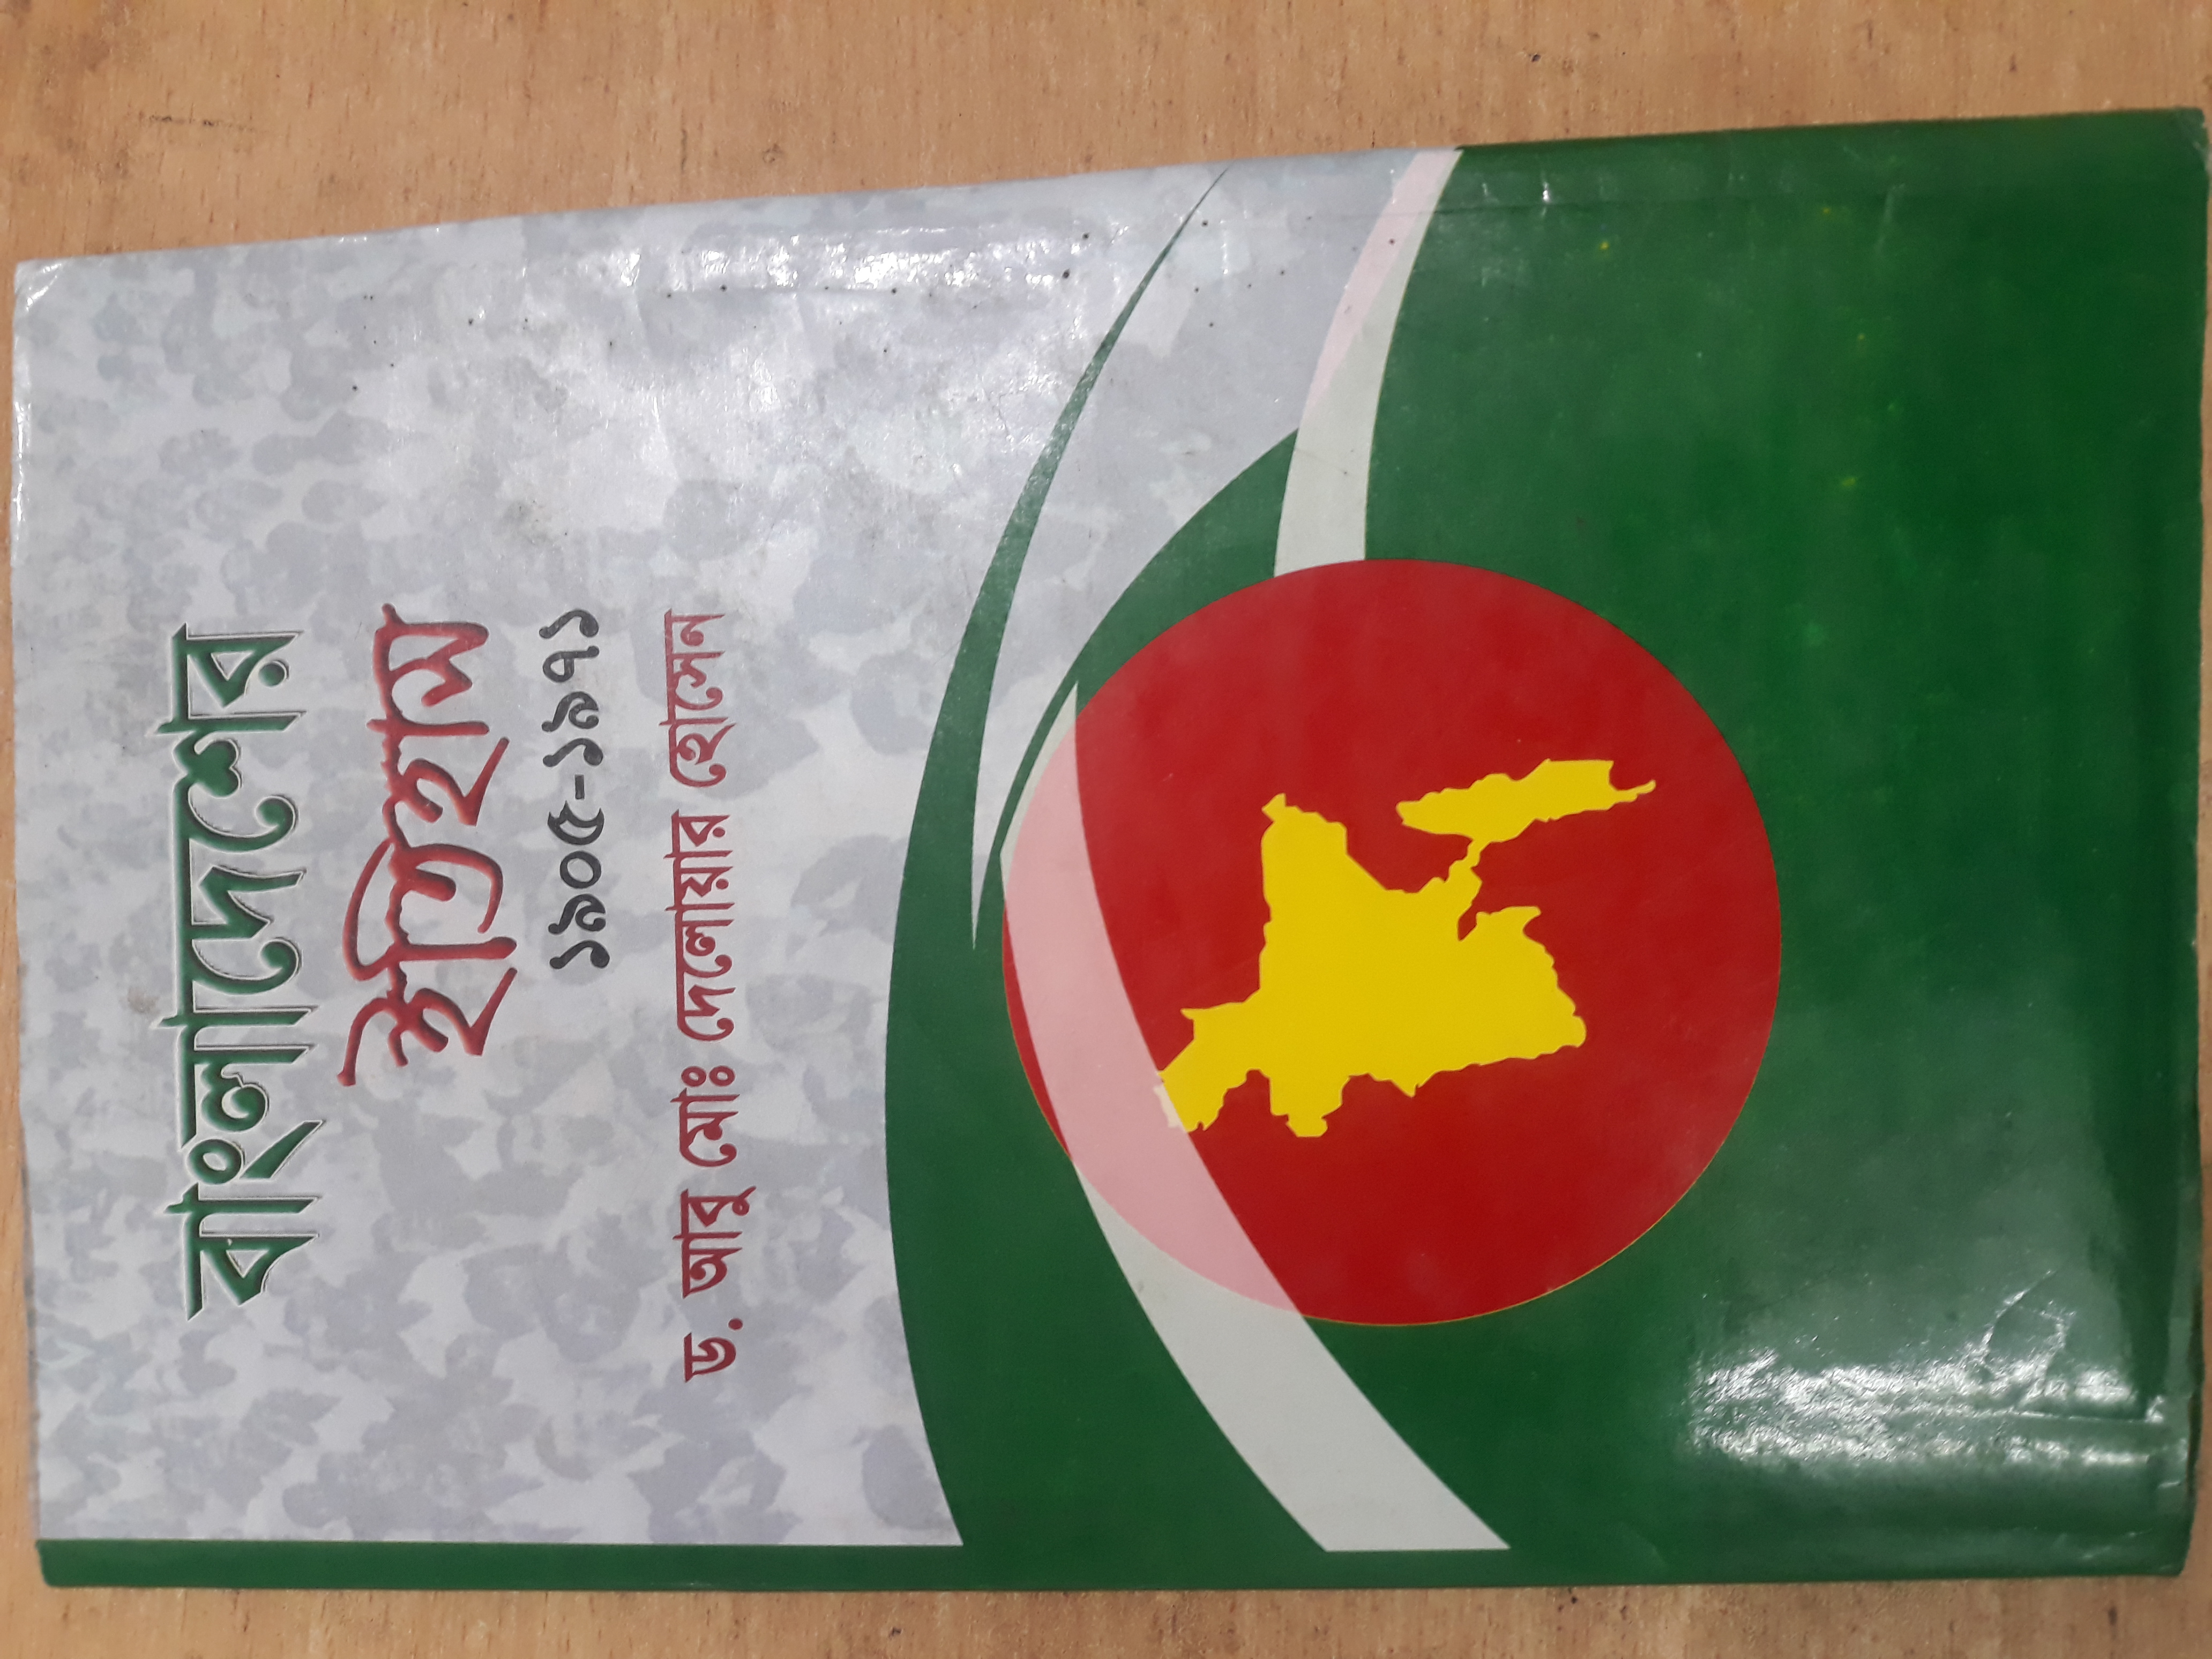 বাংলাদেশের
ইতিহাস
১৯০৫-১৯৭১
ড. আবু মোঃ দেলোয়ার হোসেন